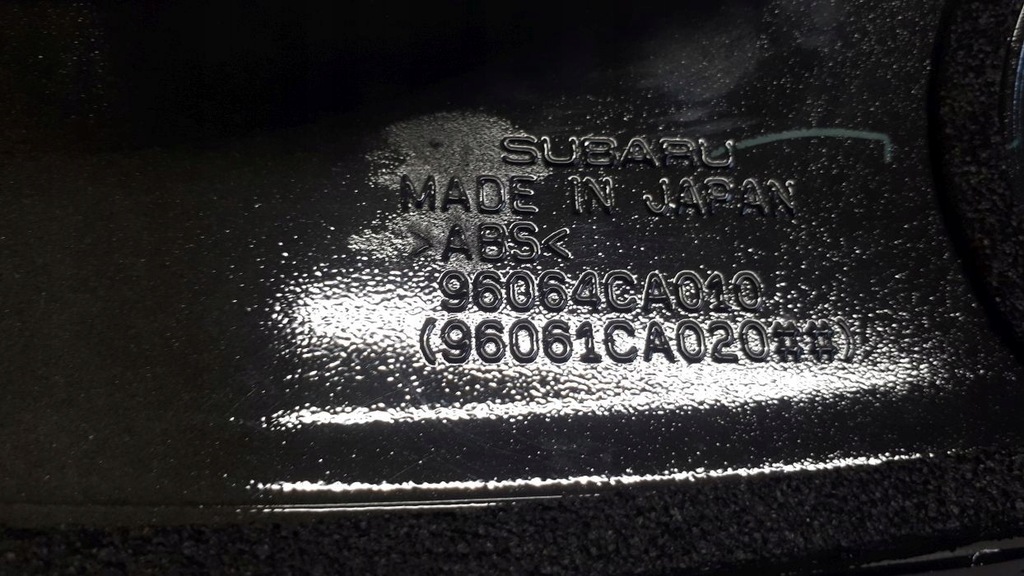 SUBARU
MADE IN JAPAN
>ABS<
96064CA010
(96061CA020##)